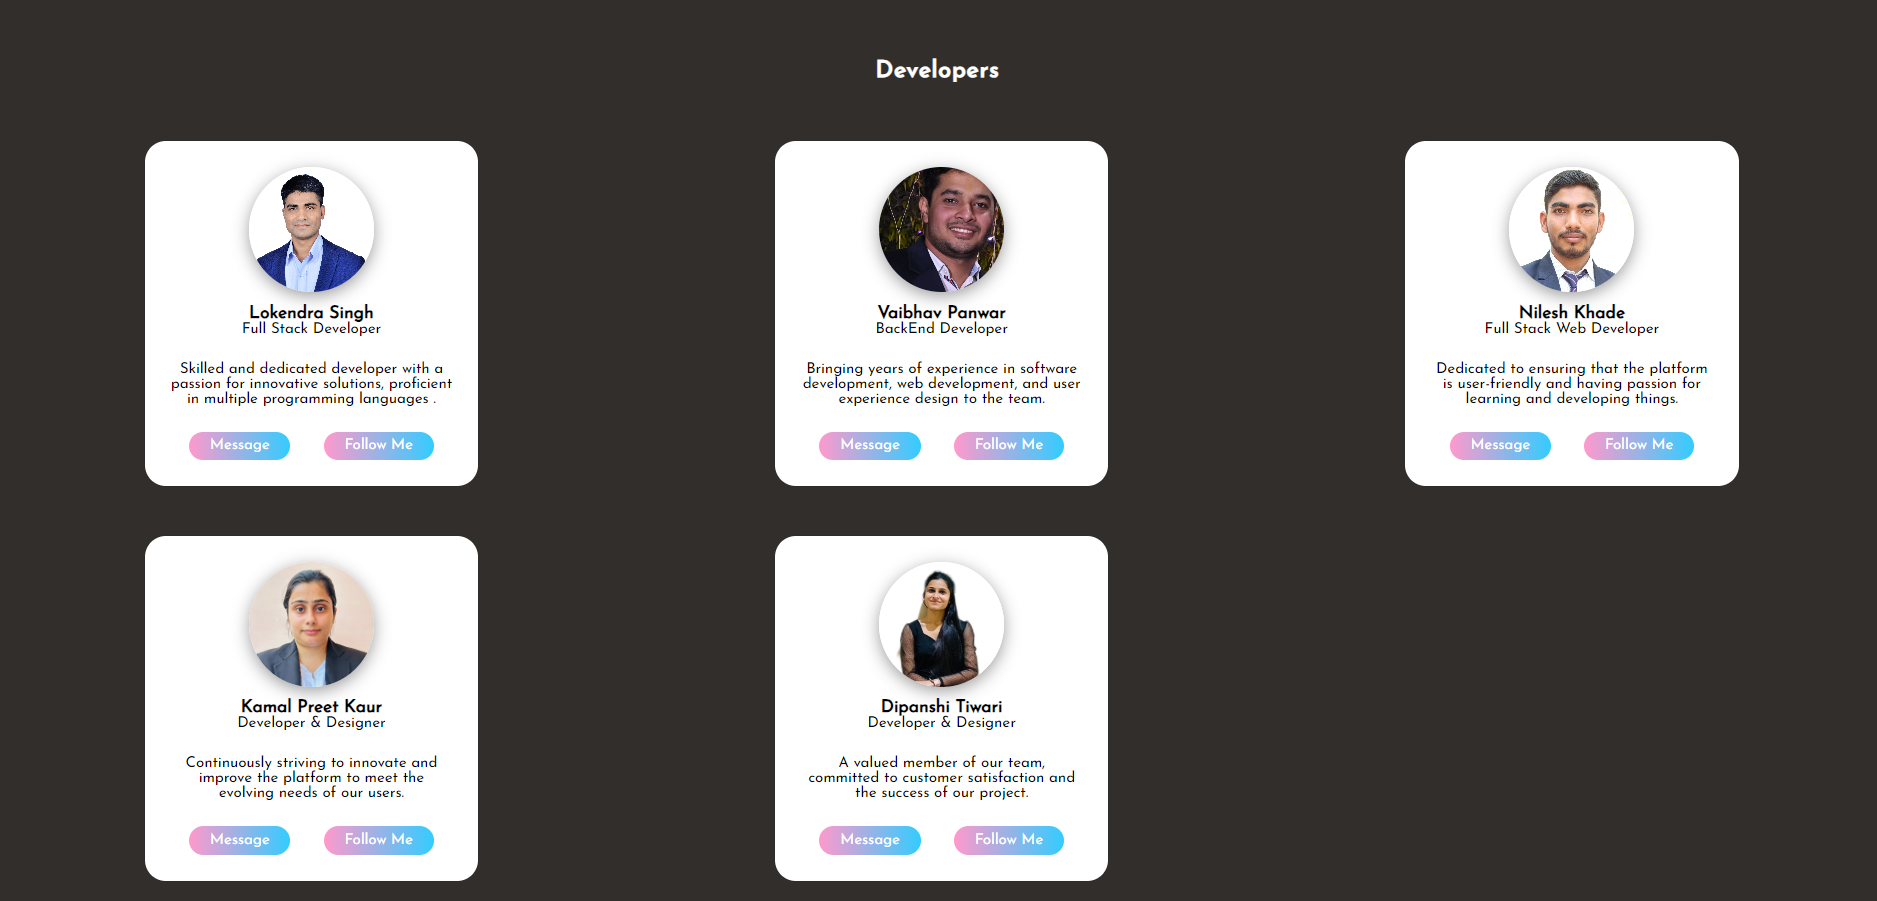 Developers
Lokendra Singh
Full Stack Developer
Skilled and dedicated developer with a
passion for innovative solutions, proficient
in multiple programming languages .
Message
Follow Me
Vaibhav Panwar
BackEnd Developer
Bringing years of experience in software
development, web development, and user
experience design to the team.
Message
Follow Me
Nilesh Khade
Full Stack Web Developer
Dedicated to ensuring that the platform
is user-friendly and having passion for
learning and developing things.
Message
Follow Me
Kamal Preet Kaur
Developer & Designer
Continuously striving to innovate and
improve the platform to meet the
evolving needs of our users.
Message
Follow Me
Dipanshi Tiwari
Developer & Designer
A valued member of our team,
committed to customer satisfaction and
the success of our project.
Message
Follow Me